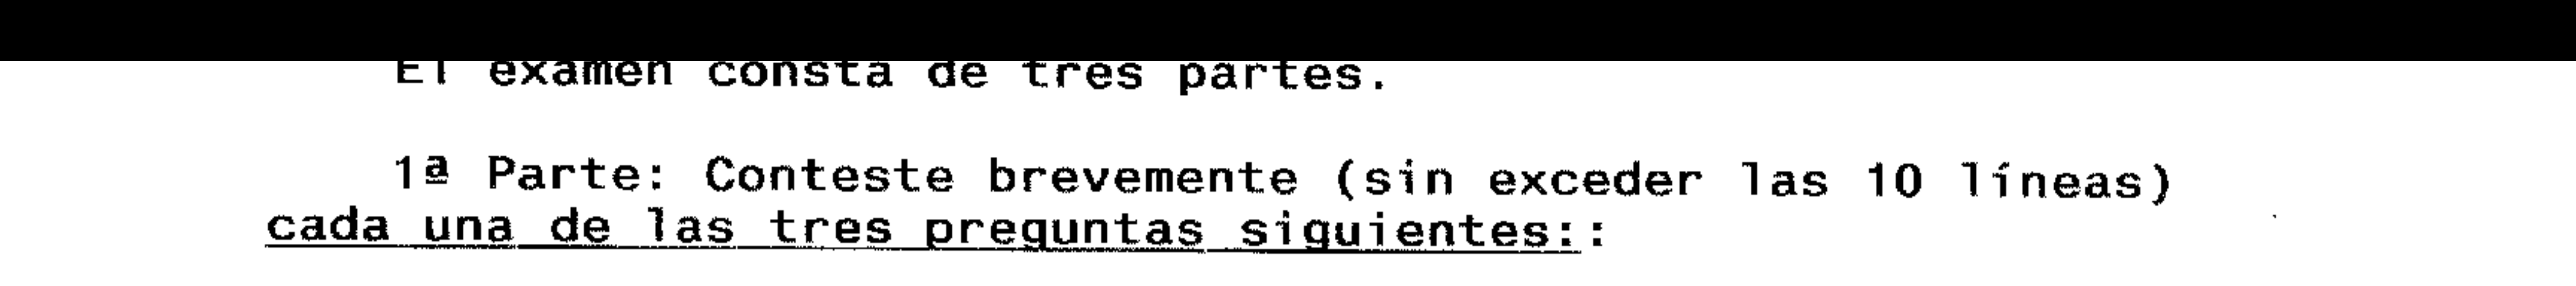 El examen consta de tres partes.
1ª Parte: Conteste brevemente (sin exceder las 10 líneas)
cada una de las tres preguntas siguientes::